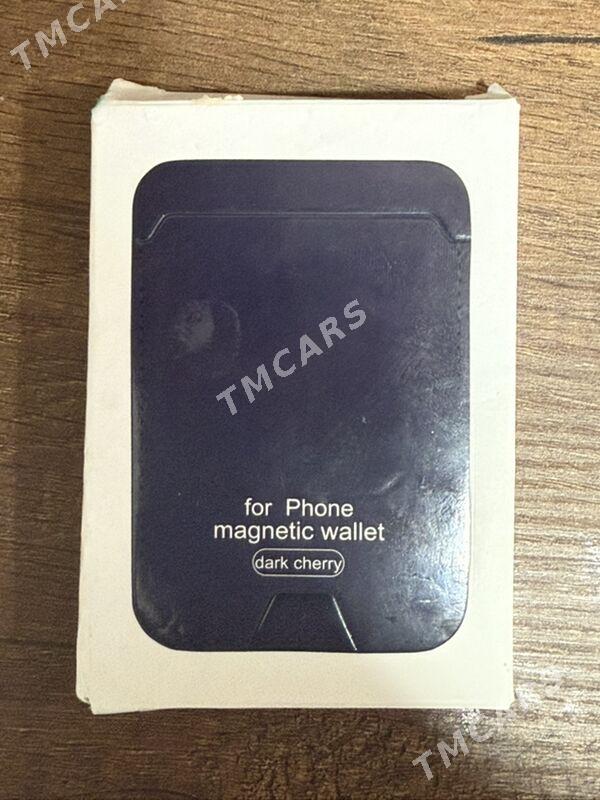 TMCARS
TMCARS
for Phone
magnetic wallet
dark cherry
TMCARS